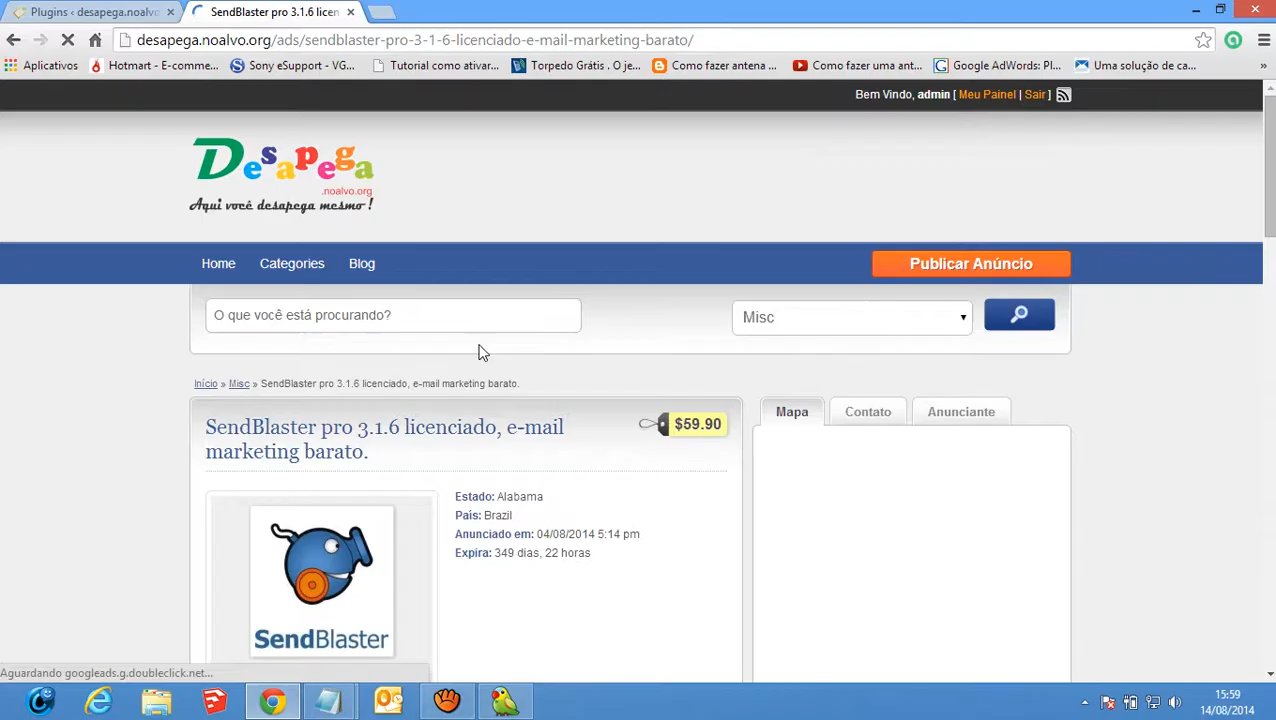 Plugins ‹ desapega.noalvo
SendBlaster pro 3.1.6 licen
desapega.noalvo.org/ads/sendblaster-pro-3-1-6-licenciado-e-mail-marketing-barato/
Aplicativos
Hotmart - E-comme...
Sony eSupport - VG...
Tutorial como ativar...
Torpedo Grátis . O je...
Como fazer antena ...
Como fazer uma ant...
Google AdWords: Pl...
Uma solução de ca...
»
Bem Vindo, admin [ Meu Painel | Sair ]
Desapega
.noalvo.org
Aqui você desapega mesmo !
Home
Categories
Blog
Publicar Anúncio
O que você está procurando?
Misc
Início » Misc » SendBlaster pro 3.1.6 licenciado, e-mail marketing barato.
SendBlaster pro 3.1.6 licenciado, e-mail
marketing barato.
$59.90
Mapa
Contato
Anunciante
Estado: Alabama
País: Brazil
Anunciado em: 04/08/2014 5:14 pm
Expira: 349 dias, 22 horas
SendBlaster
Aguardando googleads.g.doubleclick.net...
15:59
14/08/2014